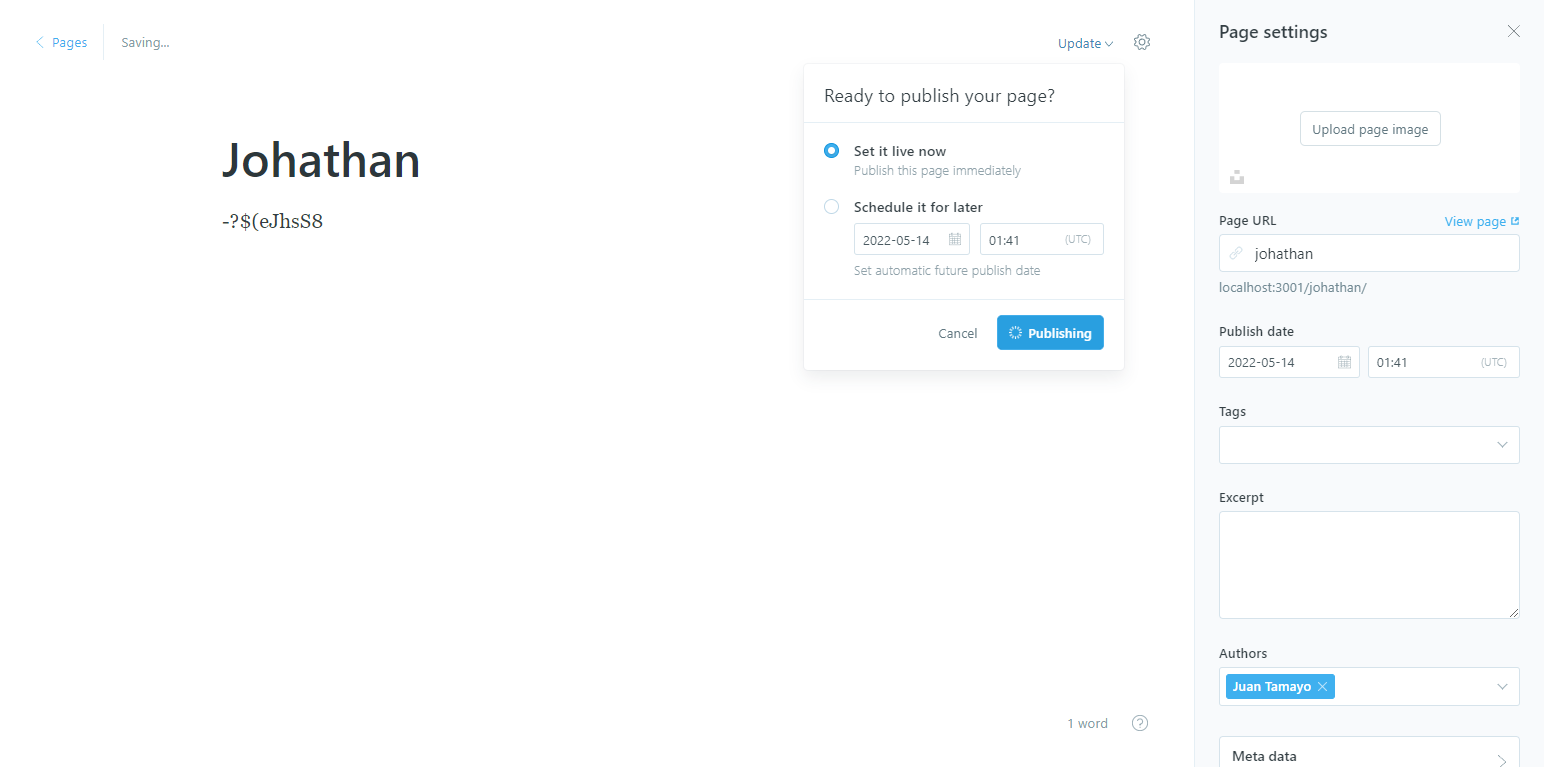 Pages
Saving...
Update
Johathan
-?$(eJhsS8
Ready to publish your page?
Set it live now
Publish this page immediately
Schedule it for later
2022-05-14
01:41 (UTC)
Set automatic future publish date
Cancel
Publishing
1 word
Page settings
Upload page image
Page URL
View page
johathan
localhost:3001/johathan/
Publish date
2022-05-14
01:41 (UTC)
Tags
Excerpt
Authors
Juan Tamayo
Meta data